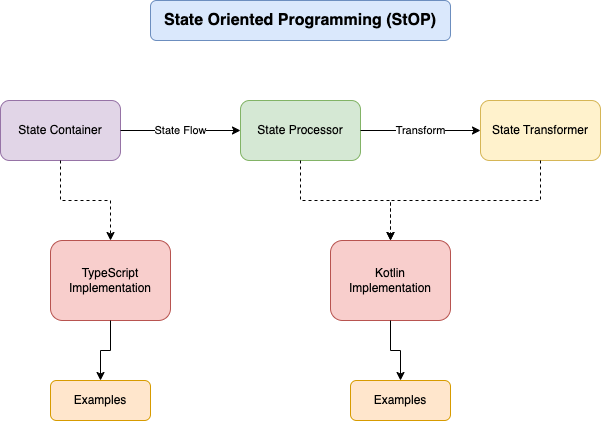 State Oriented Programming (StOP)
State Container
State Flow
State Processor
Transform
State Transformer
TypeScript
Implementation
Kotlin
Implementation
Examples
Examples